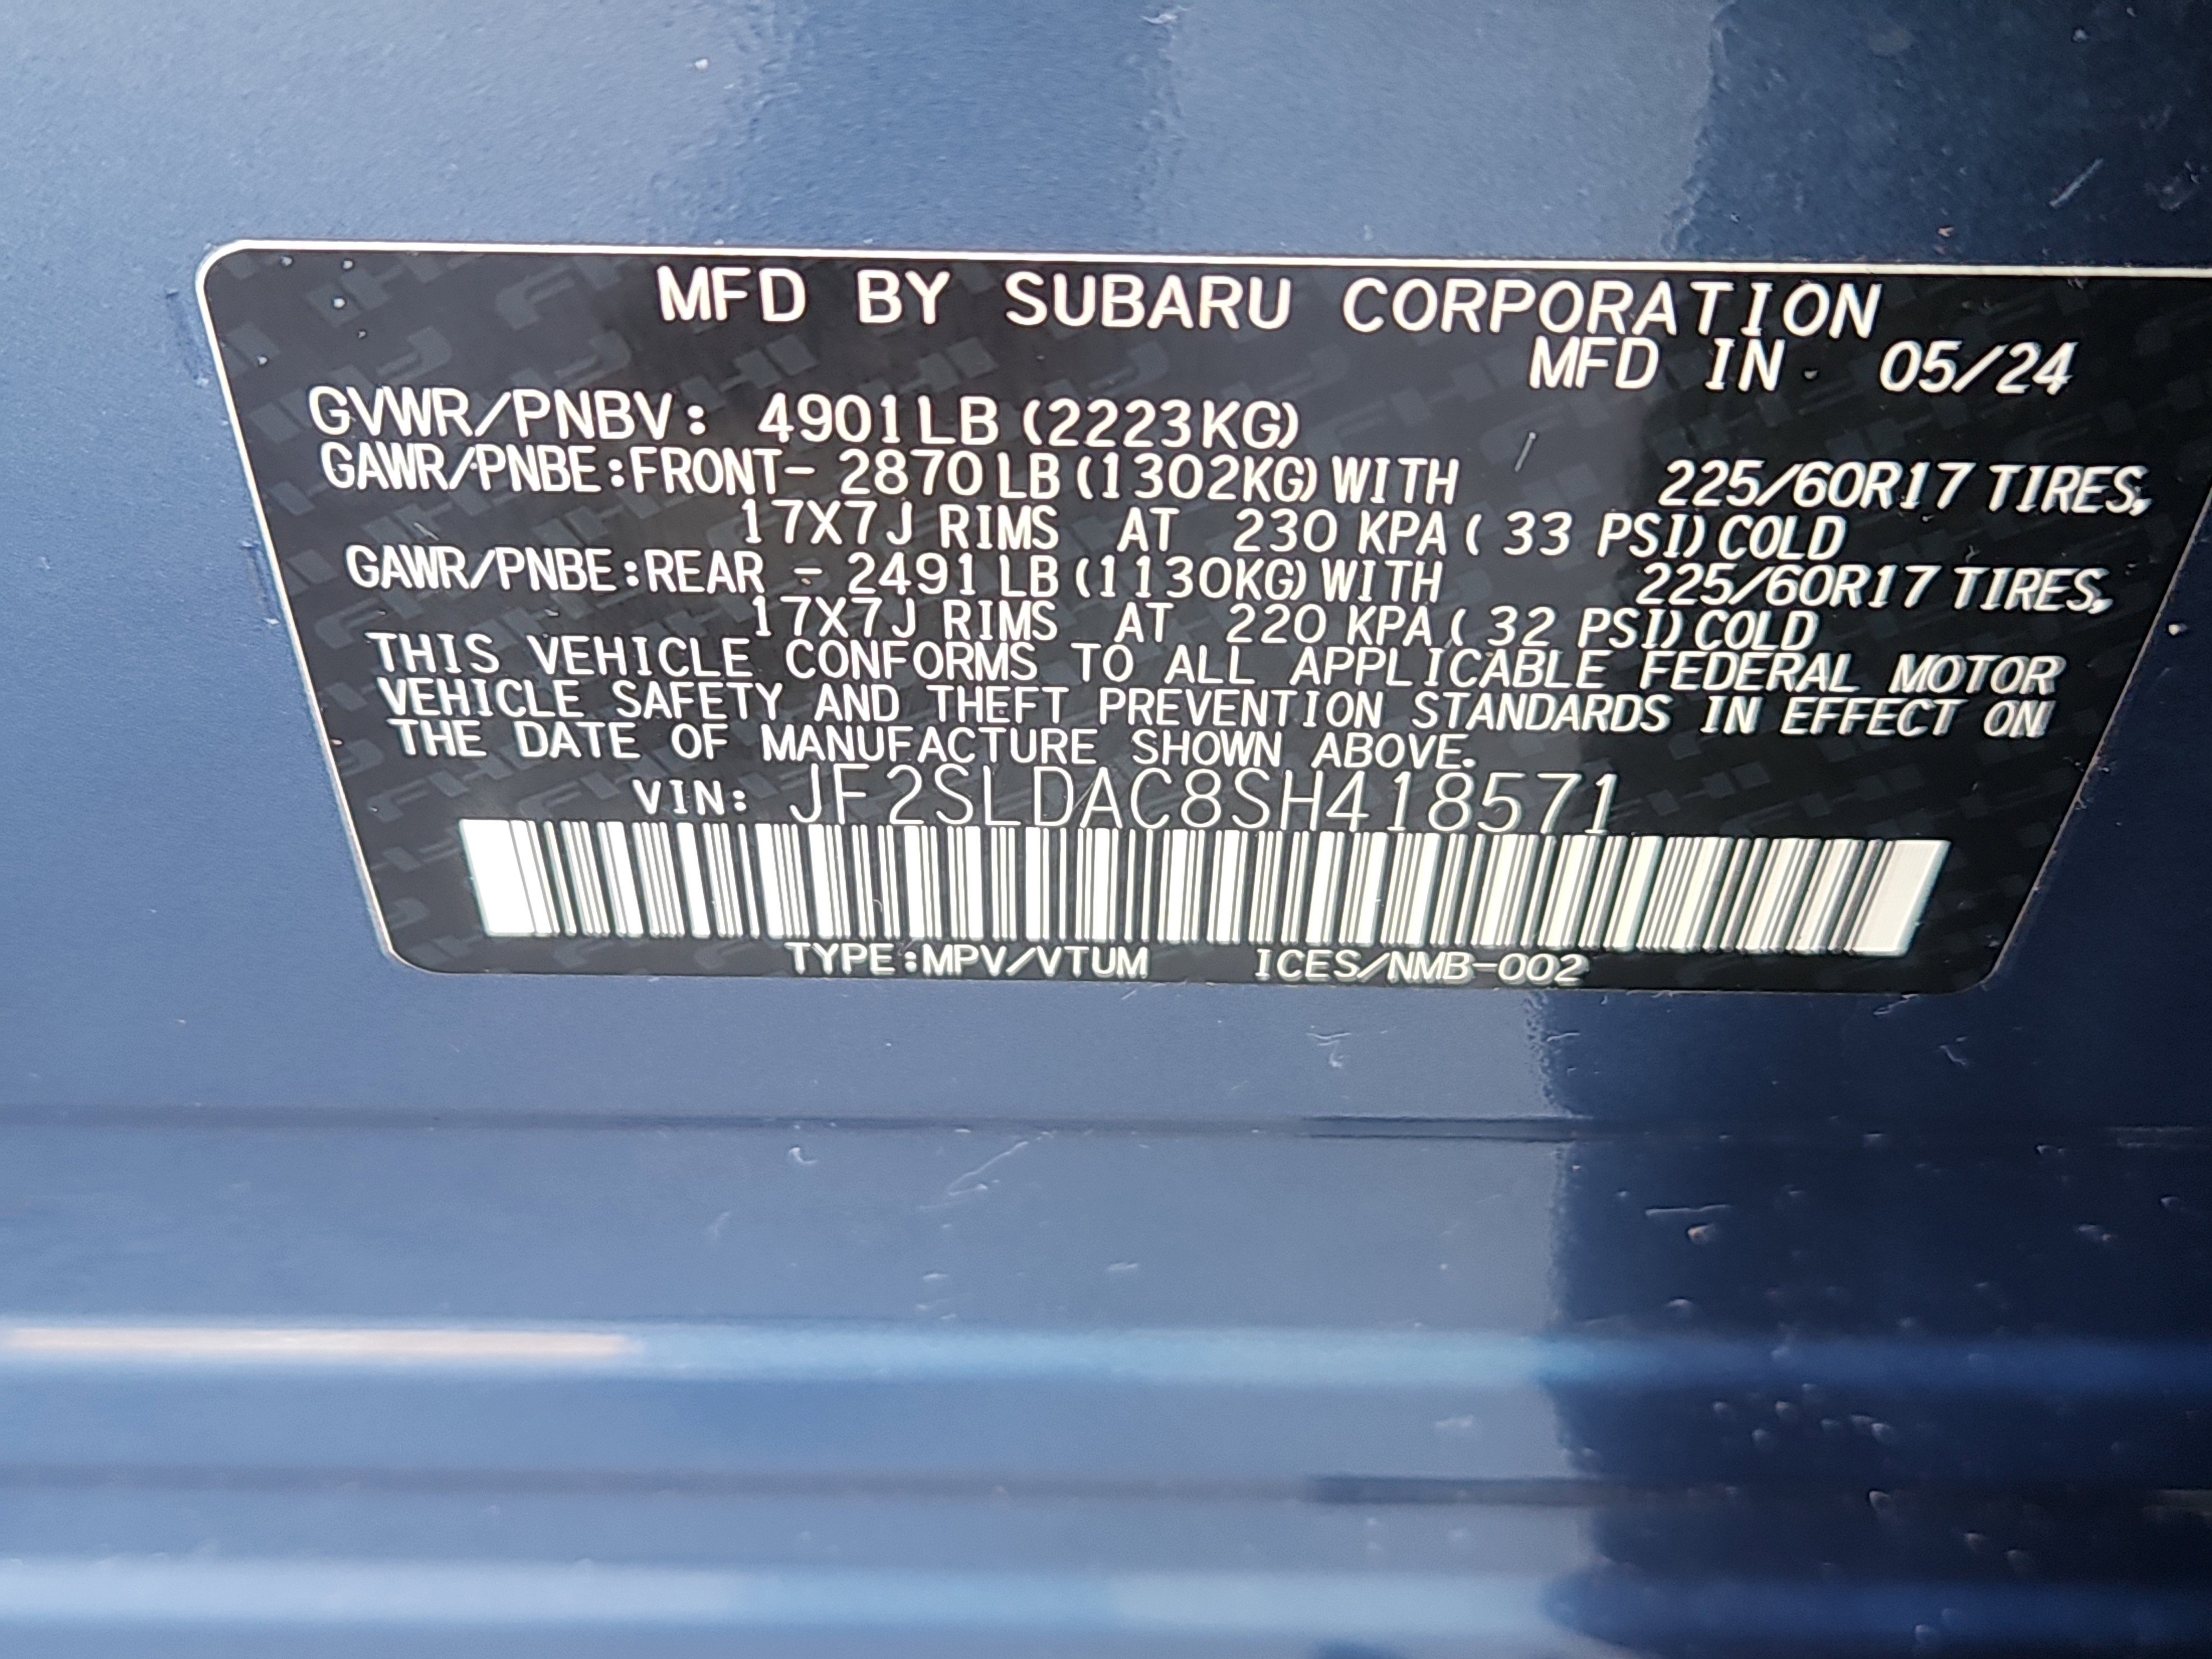 MFD BY SUBARU CORPORATION
MFD IN 05/24
GVWR/PNBV: 4901LB (2223KG)
GAWR/PNBE:FRONT- 2870 LB (1302KG) WITH 225/60R17 TIRES,
17X7J RIMS AT 230 KPA ( 33 PSI) COLD
GAWR/PNBE:REAR - 2491 LB (1130KG) WITH 225/60R17 TIRES,
17X7J RIMS AT 220 KPA ( 32 PSI) COLD
THIS VEHICLE CONFORMS TO ALL APPLICABLE FEDERAL MOTOR
VEHICLE SAFETY AND THEFT PREVENTION STANDARDS IN EFFECT ON
THE DATE OF MANUFACTURE SHOWN ABOVE.
VIN: JF2SLDAC8SH418571
TYPE:MPV/VTUM ICES/NMB-002